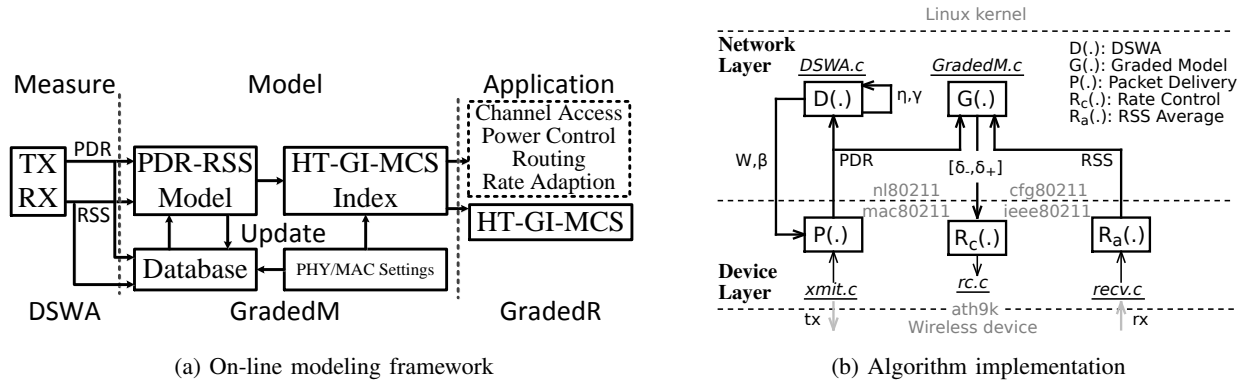 Measure
Model
Application
TX
RX
PDR
RSS
PDR-RSS
Model
HT-GI-MCS
Index
Channel Access
Power Control
Routing
Rate Adaption
HT-GI-MCS
Update
Database
PHY/MAC Settings
DSWA
GradedM
GradedR
(a) On-line modeling framework
Linux kernel
Network
Layer
DSWA.c
GradedM.c
D(.): DSWA
G(.): Graded Model
P(.): Packet Delivery
Rc(.): Rate Control
Ra(.): RSS Average
D(.)
η,γ
G(.)
W,β
PDR
[δ-,δ+]
RSS
nl80211
cfg80211
mac80211
ieee80211
P(.)
Rc(.)
Ra(.)
Device
Layer
xmit.c
rc.c
recv.c
ath9k
tx
Wireless device
rx
(b) Algorithm implementation